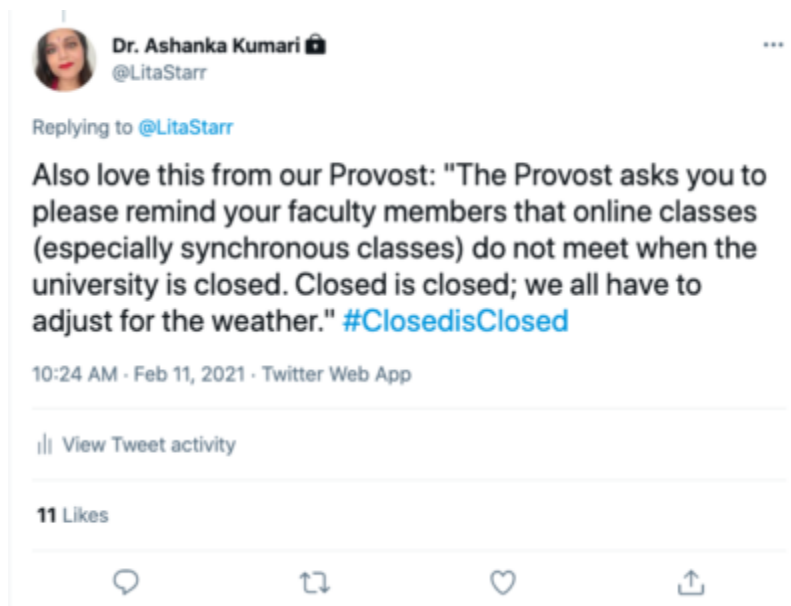 Dr. Ashanka Kumari
@LitaStarr
Replying to @LitaStarr
Also love this from our Provost: "The Provost asks you to
please remind your faculty members that online classes
(especially synchronous classes) do not meet when the
university is closed. Closed is closed; we all have to
adjust for the weather." #ClosedisClosed
10:24 AM · Feb 11, 2021 · Twitter Web App
View Tweet activity
11 Likes